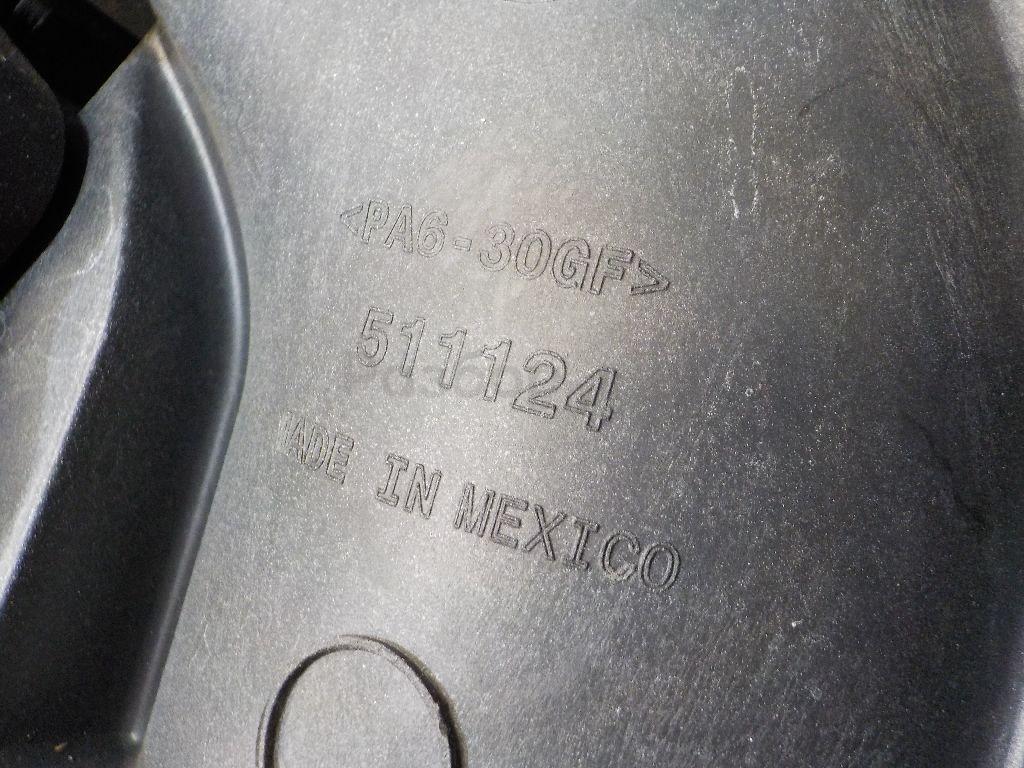 <PA6-30GF>
511124
MADE IN MEXICO